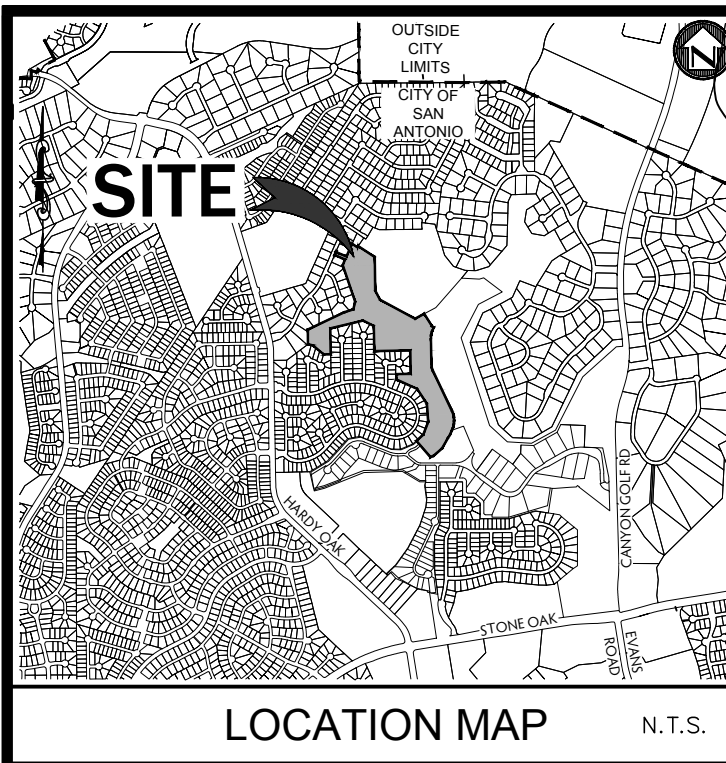 OUTSIDE
CITY
LIMITS
CITY OF
SAN
ANTONIO
N
SITE
HARDY OAK
CANYON GOLF RD
STONE OAK
EVANS
ROAD
LOCATION MAP
N.T.S.